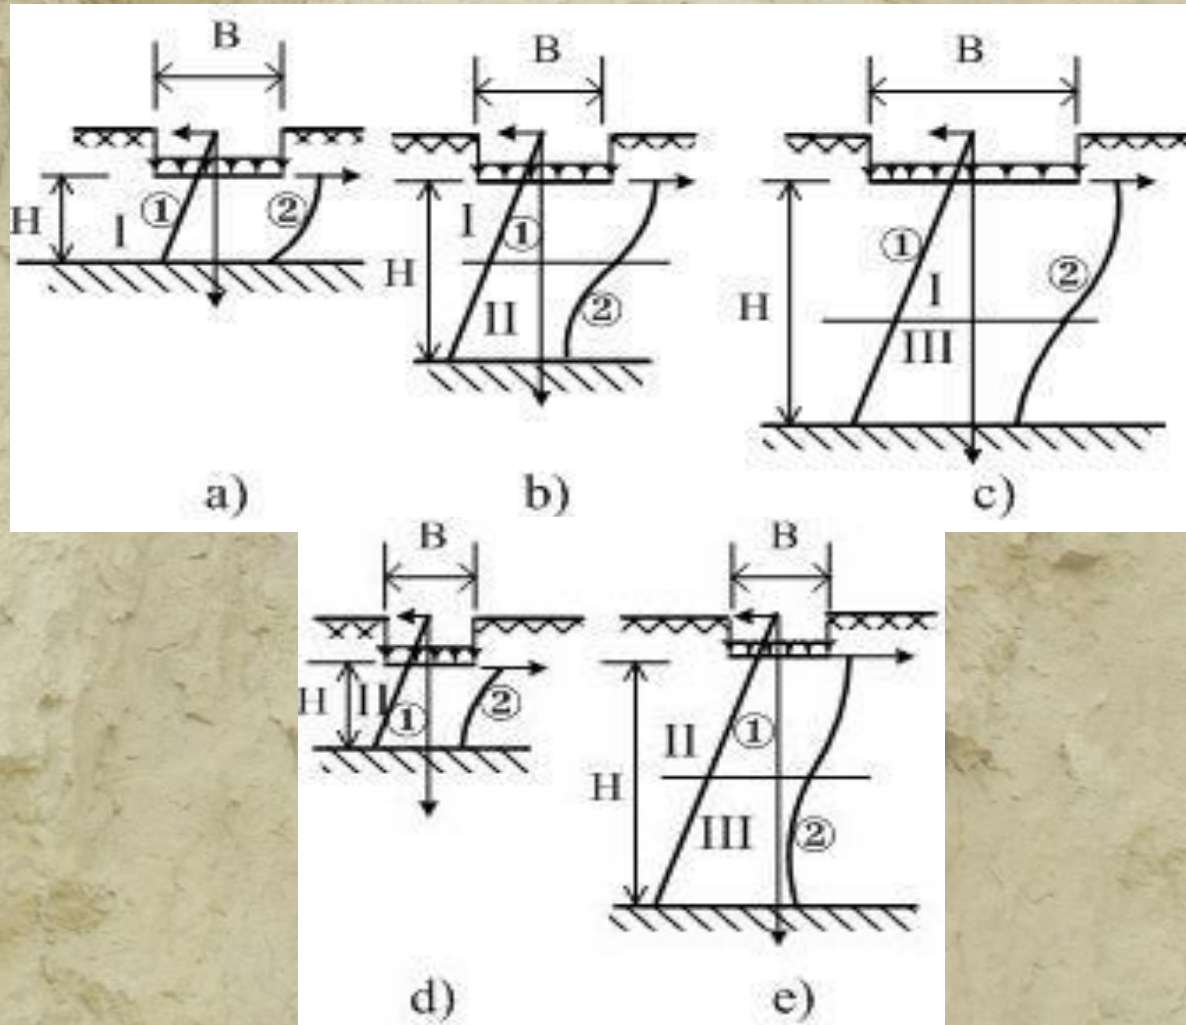 B B B
I ① ② H
I ① H II ②
① I ② H III
a) b) c)
B B
H II ① ②
II ① H III ②
d) e)